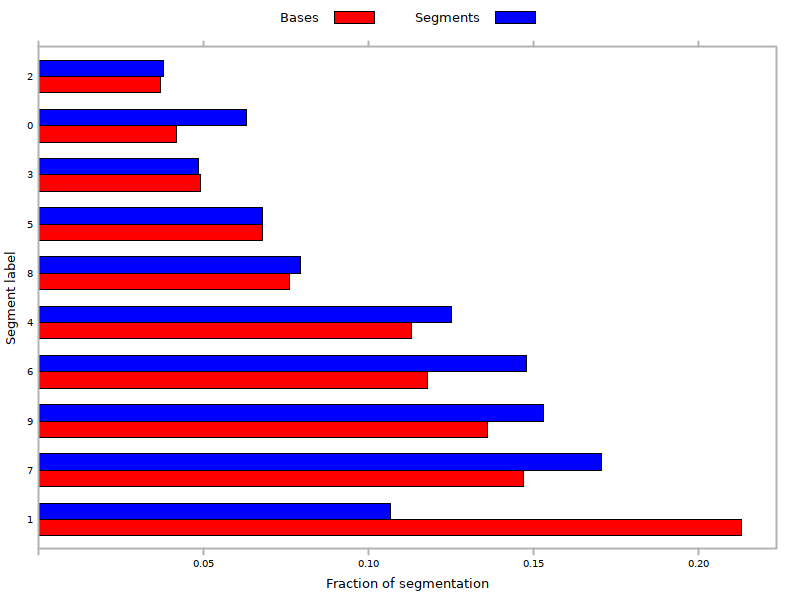 Bases Segments
2
0
3
5
8
4
6
9
7
1
Segment label
0.05 0.10 0.15 0.20
Fraction of segmentation